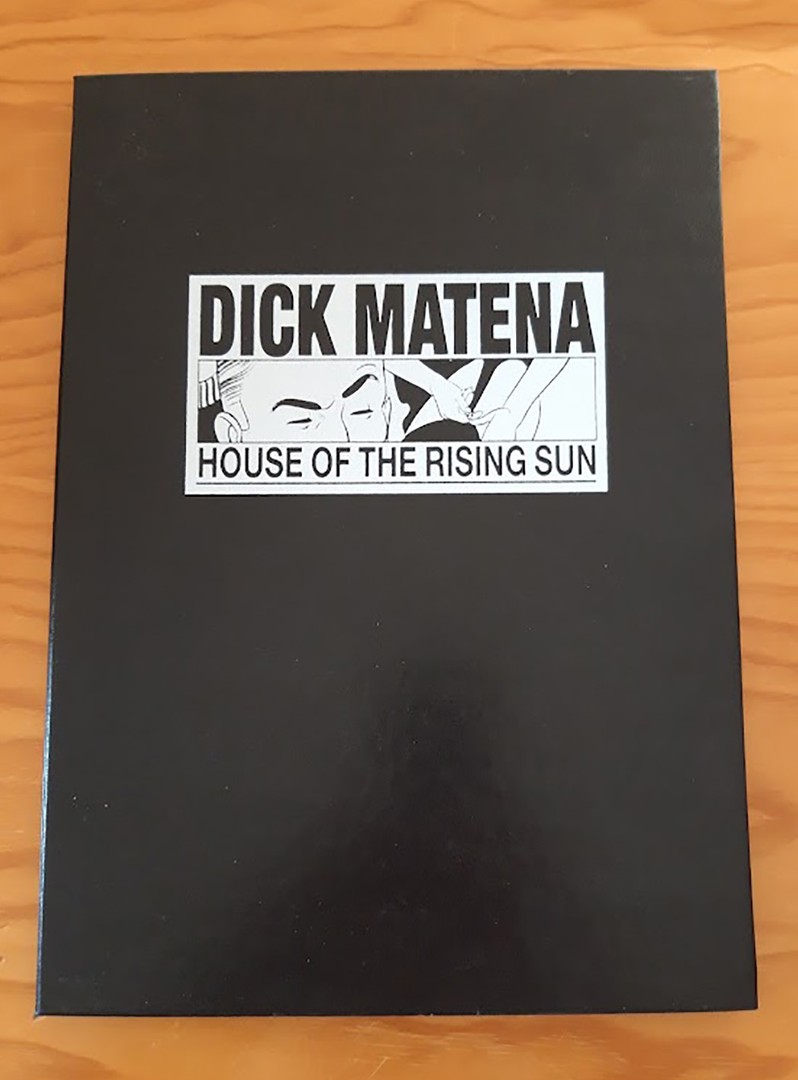 DICK MATENA
HOUSE OF THE RISING SUN